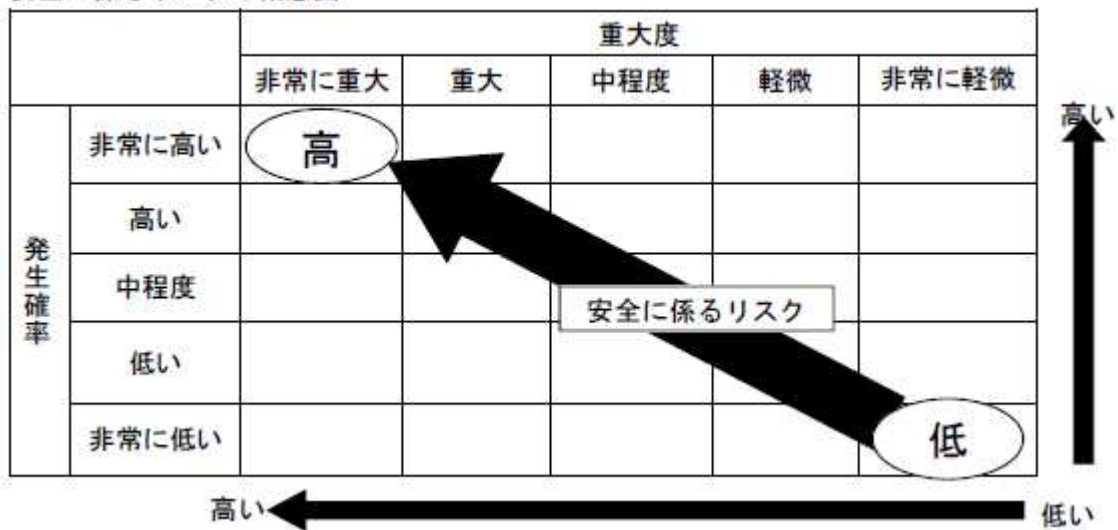 重大度
非常に重大 重大 中程度 軽微 非常に軽微
発生確率
非常に高い 高
高い
中程度
低い
非常に低い 低
安全に係るリスク
高い
高い 低い